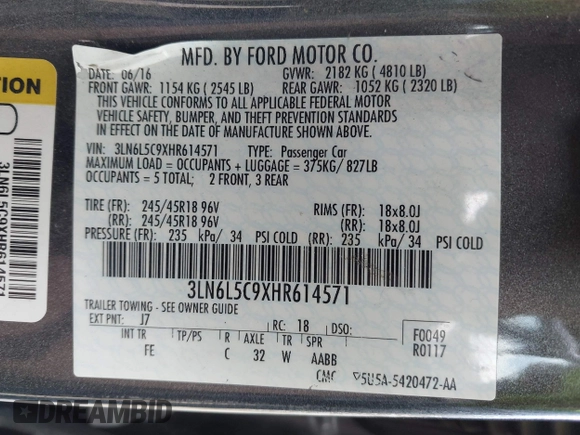 MFD. BY FORD MOTOR CO.
DATE: 06/16 GVWR: 2182 KG ( 4810 LB)
FRONT GAWR: 1154 KG ( 2545 LB) REAR GAWR: 1052 KG ( 2320 LB)
THIS VEHICLE CONFORMS TO ALL APPLICABLE FEDERAL MOTOR
VEHICLE SAFETY, BUMPER, AND THEFT PREVENTION STANDARDS
IN EFFECT ON THE DATE OF MANUFACTURE SHOWN ABOVE.
VIN: 3LN6L5C9XHR614571 TYPE: Passenger Car
MAXIMUM LOAD = OCCUPANTS + LUGGAGE = 375KG/ 827LB
OCCUPANTS = 5 TOTAL; 2 FRONT, 3 REAR
TIRE (FR): 245/45R18 96V RIMS (FR): 18x8.0J
(RR): 245/45R18 96V (RR): 18x8.0J
PRESSURE (FR): 235 kPa/ 34 PSI COLD (RR): 235 kPa/ 34 PSI COLD
3LN6L5C9XHR614571
TRAILER TOWING - SEE OWNER GUIDE
EXT PNT: J7 RC: 18 DSO:
F0049
R0117
INT TR TP/PS R AXLE TR SPR
FE C 32 W AABB
CMC ▽5U5A-5420472-AA
TION
3LN6L5C9XHR614571
DREAMBID